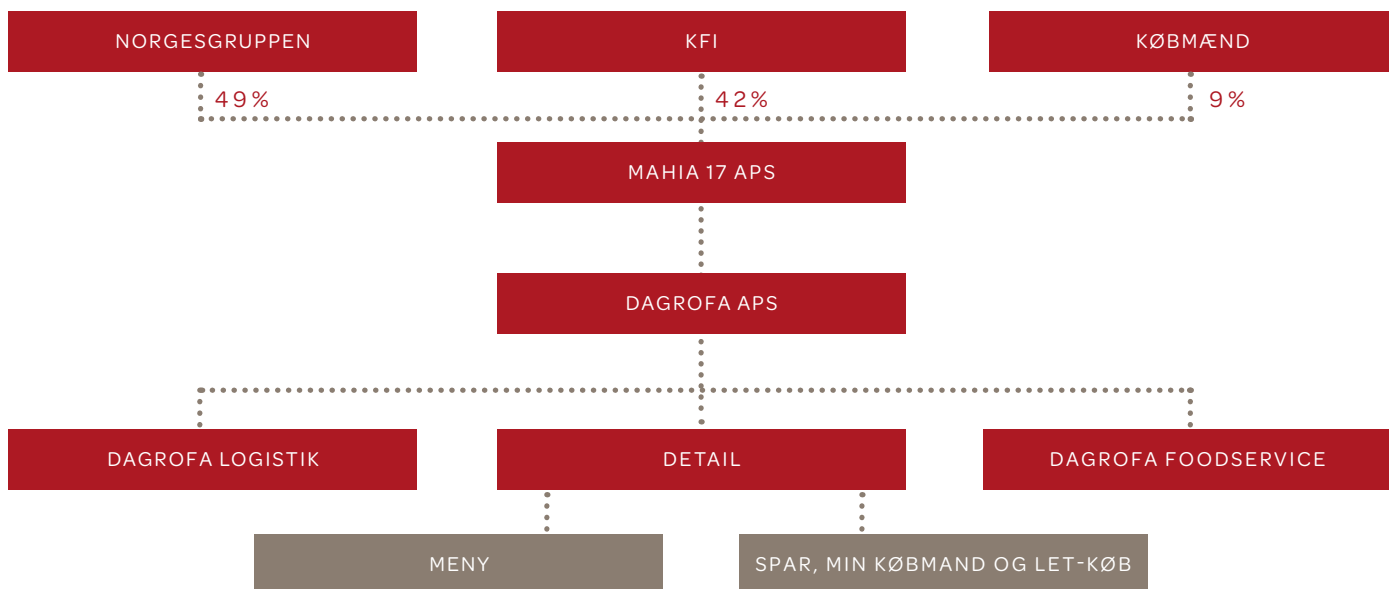 NORGESGRUPPEN
KFI
KØBMÆND
49%
42%
9%
MAHIA 17 APS
DAGROFA APS
DAGROFA LOGISTIK
DETAIL
DAGROFA FOODSERVICE
MENY
SPAR, MIN KØBMAND OG LET-KØB